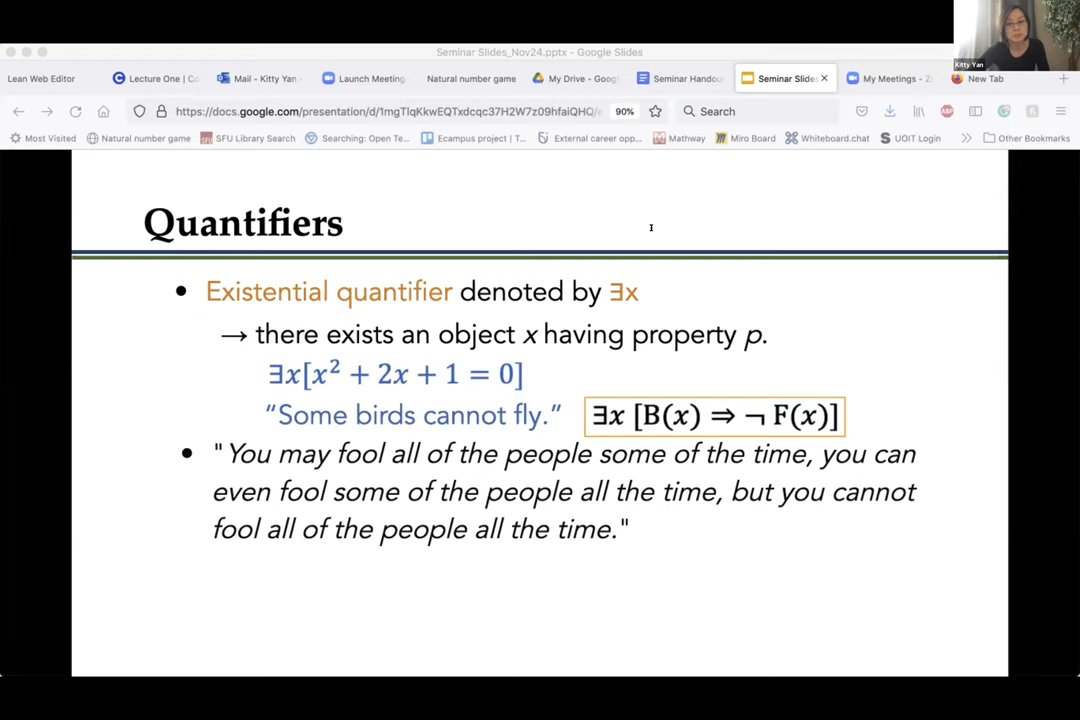 Seminar Slides_Nov24.pptx - Google Slides
Kitty Yan
Lean Web Editor
Lecture One | Co
Mail - Kitty Yan -
Launch Meeting
Natural number game
My Drive - Googl
Seminar Handou
Seminar Slides
My Meetings - Z
New Tab
https://docs.google.com/presentation/d/1mgTlqKkwEQTxdcqc37H2W7z09hfaiQHQ/
90%
Search
Most Visited
Natural number game
SFU Library Search
Searching: Open Te...
Ecampus project | T...
External career opp...
Mathway
Miro Board
Whiteboard.chat
UOIT Login
Other Bookmarks
Quantifiers
• Existential quantifier denoted by ∃x
→ there exists an object x having property p.
∃x[x² + 2x + 1 = 0]
“Some birds cannot fly.” ∃x [B(x) ⇒ ¬ F(x)]
• "You may fool all of the people some of the time, you can
even fool some of the people all the time, but you cannot
fool all of the people all the time."